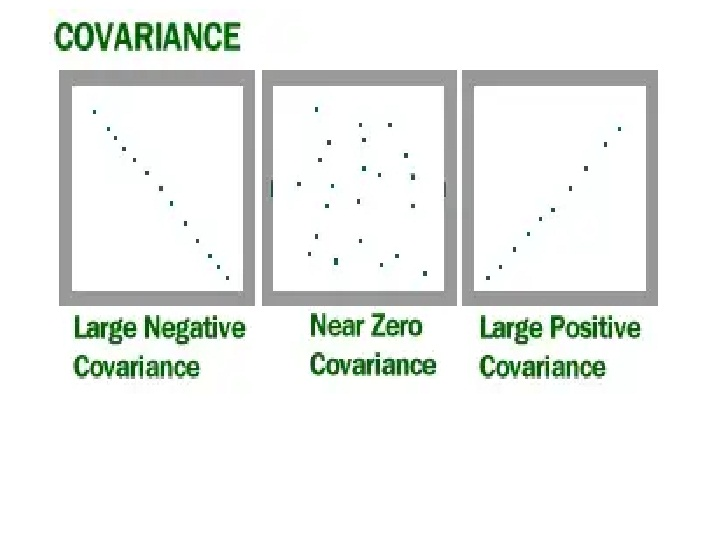 COVARIANCE
Large Negative
Covariance
Near Zero
Covariance
Large Positive
Covariance